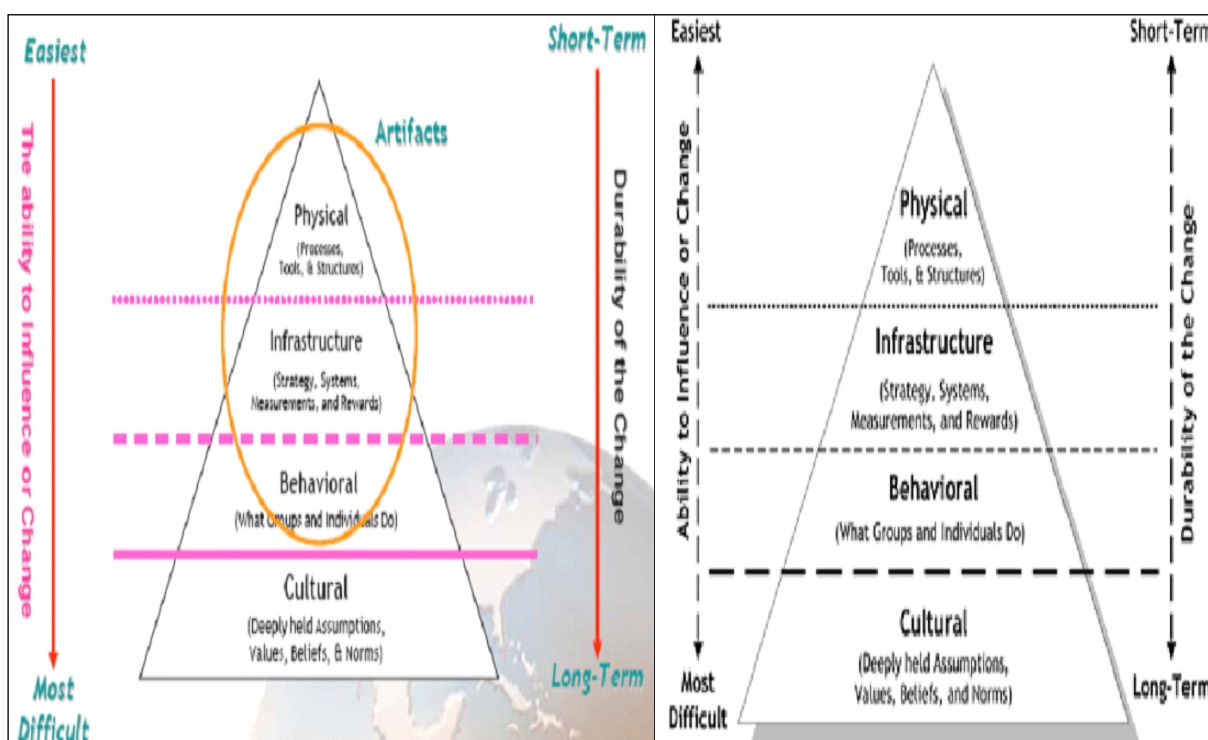 Easiest
Short-Term
Artifacts
The ability to Influence or Change
Durability of the Change
Physical
(Processes,
Tools, & Structures)
Infrastructure
(Strategy, Systems,
Measurements, and Rewards)
Behavioral
(What Groups and Individuals Do)
Cultural
(Deeply held Assumptions,
Values, Beliefs, & Norms)
Most
Difficult
Long-Term
Easiest
Short-Term
Ability to Influence or Change
Durability of the Change
Physical
(Processes,
Tools, & Structures)
Infrastructure
(Strategy, Systems,
Measurements, and Rewards)
Behavioral
(What Groups and Individuals Do)
Cultural
(Deeply held Assumptions,
Values, Beliefs, and Norms)
Most
Difficult
Long-Term